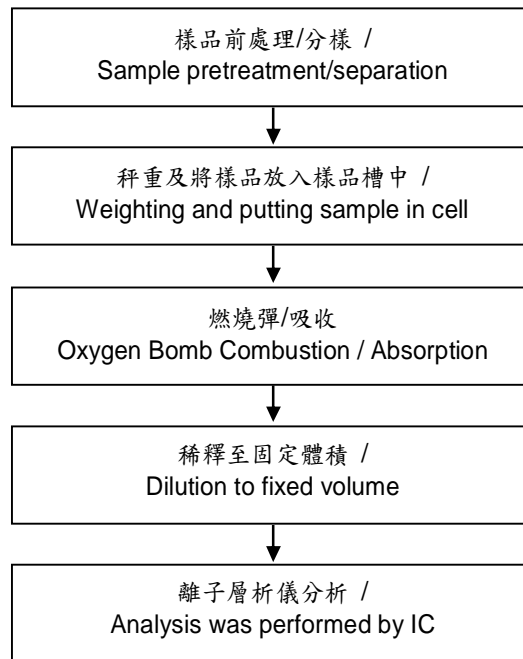 樣品前處理/分樣 /
Sample pretreatment/separation
秤重及將樣品放入樣品槽中 /
Weighting and putting sample in cell
燃燒彈/吸收
Oxygen Bomb Combustion / Absorption
稀釋至固定體積 /
Dilution to fixed volume
離子層析儀分析 /
Analysis was performed by IC